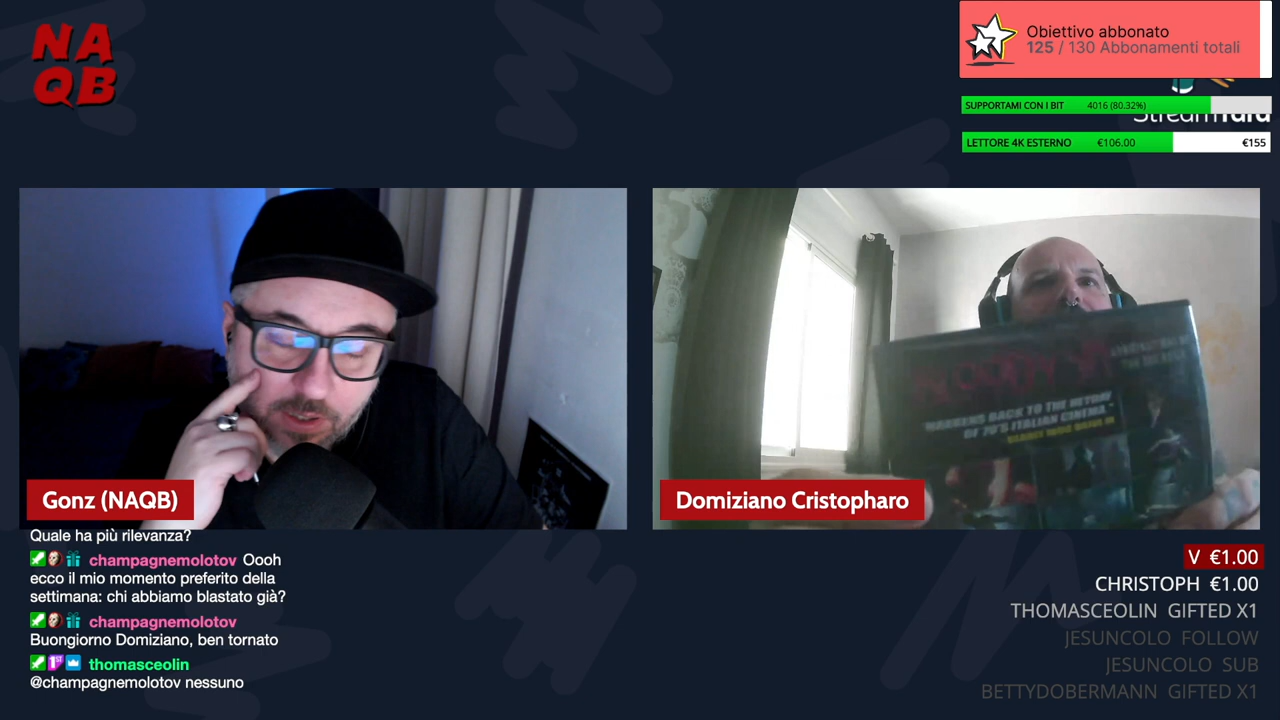 NA
QB
Obiettivo abbonato
125 / 130 Abbonamenti totali
SUPPORTAMI CON I BIT 4016 (80.32%)
LETTORE 4K ESTERNO €106.00 €155
"HARKENS BACK TO THE HEYDAY
OF 70'S ITALIAN CINEMA."
Gonz (NAQB)
Domiziano Cristopharo
Quale ha più rilevanza?
champagnemolotov Oooh
ecco il mio momento preferito della
settimana: chi abbiamo blastato già?
champagnemolotov
Buongiorno Domiziano, ben tornato
thomasceolin
@champagnemolotov nessuno
V €1.00
CHRISTOPH €1.00
THOMASCEOLIN GIFTED X1
JESUNCOLO FOLLOW
JESUNCOLO SUB
BETTYDOBERMANN GIFTED X1